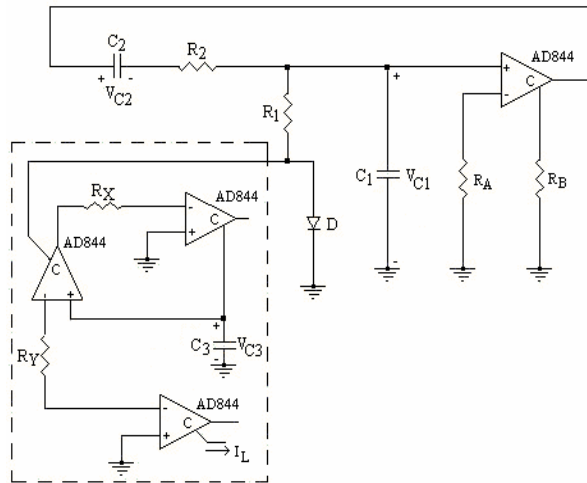 C2
R2
AD844
+ -
VC2
+
C
-
R1
+
C1
VC1
-
RA
RB
RX
AD844
-
C
+
D
AD844
C
- +
+
C3
VC3
-
RY
AD844
-
C
+
IL